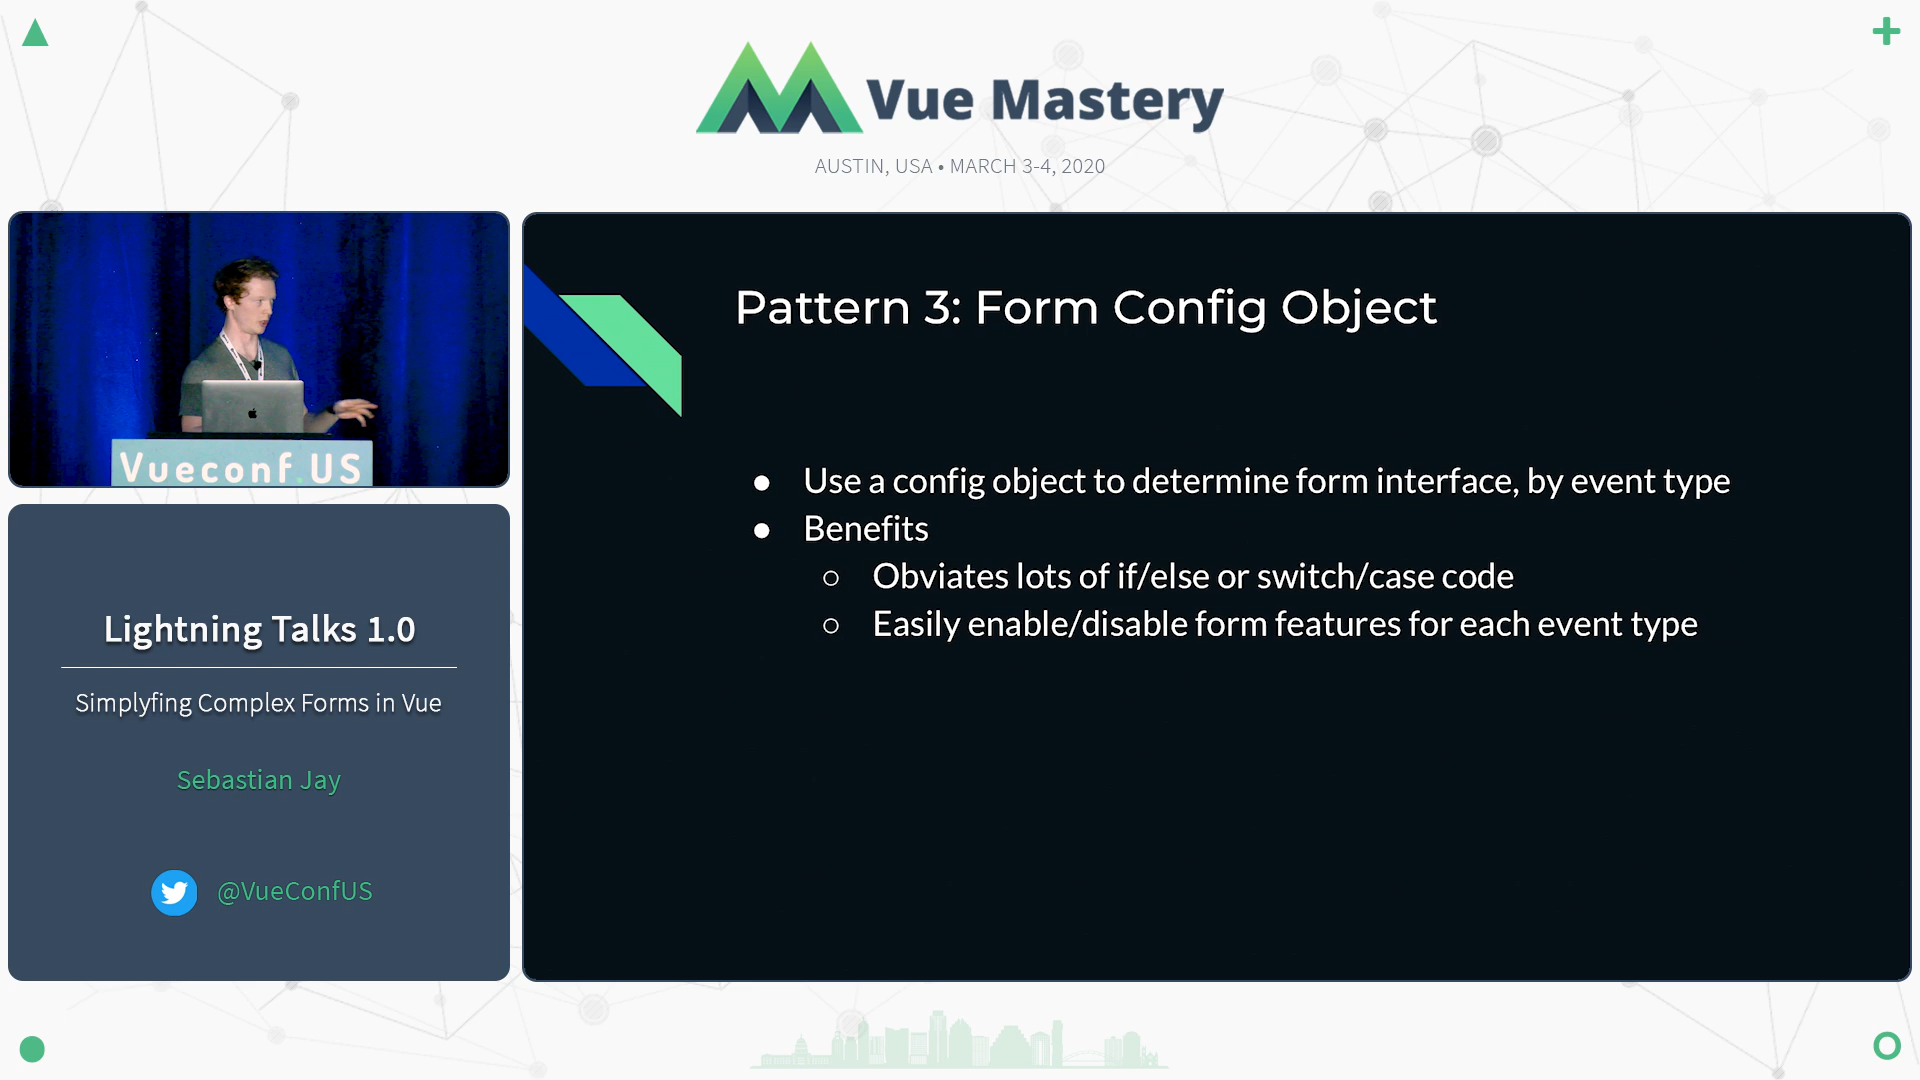 Vue Mastery
AUSTIN, USA • MARCH 3-4, 2020
Vueconf.US
Lightning Talks 1.0
Simplyfing Complex Forms in Vue
Sebastian Jay
@VueConfUS
Pattern 3: Form Config Object
● Use a config object to determine form interface, by event type
● Benefits
○ Obviates lots of if/else or switch/case code
○ Easily enable/disable form features for each event type